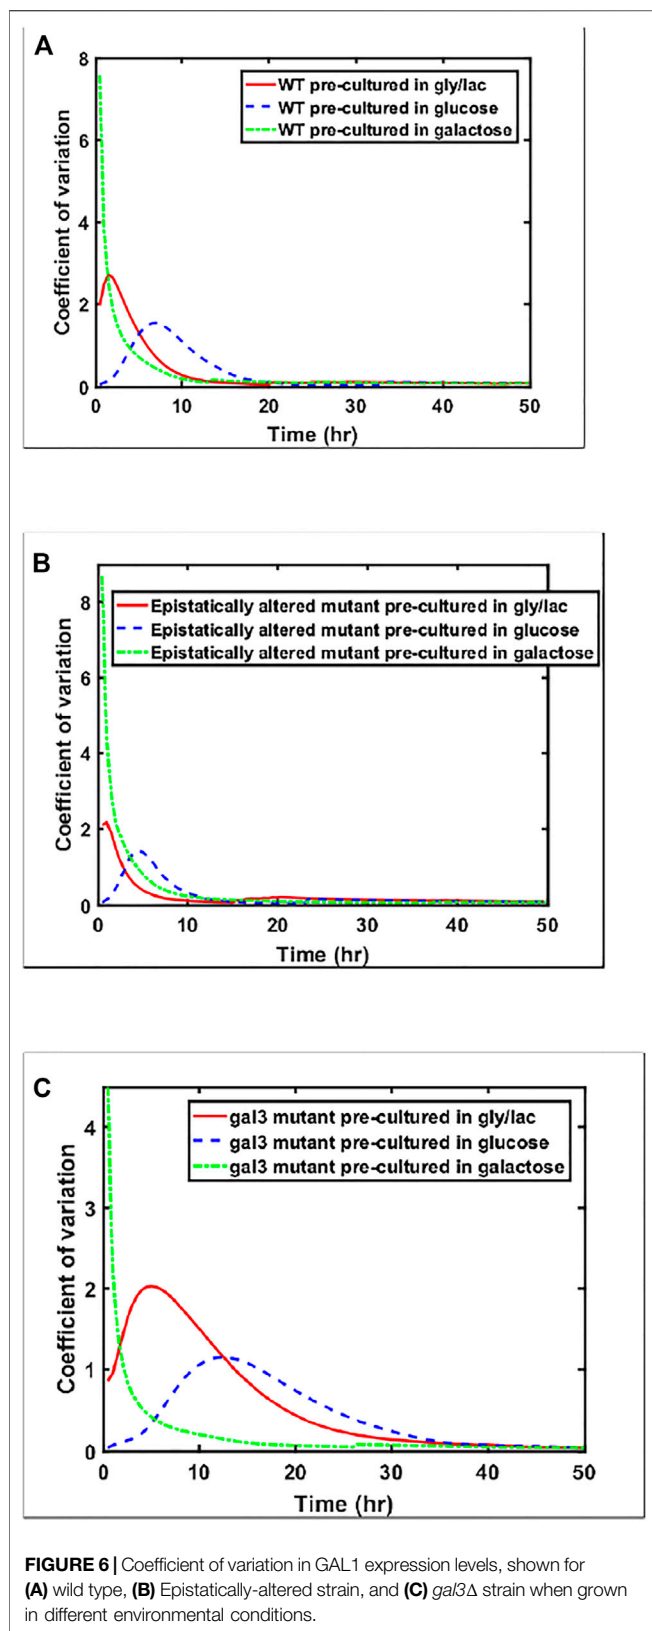 A
8
6
4
2
0
Coefficient of variation
WT pre-cultured in gly/lac
WT pre-cultured in glucose
WT pre-cultured in galactose
0 10 20 30 40 50
Time (hr)
B
8
6
4
2
0
Coefficient of variation
Epistatically altered mutant pre-cultured in gly/lac
Epistatically altered mutant pre-cultured in glucose
Epistatically altered mutant pre-cultured in galactose
0 10 20 30 40 50
Time (hr)
C
4
3
2
1
0
Coefficient of variation
gal3 mutant pre-cultured in gly/lac
gal3 mutant pre-cultured in glucose
gal3 mutant pre-cultured in galactose
0 10 20 30 40 50
Time (hr)
FIGURE 6 | Coefficient of variation in GAL1 expression levels, shown for
(A) wild type, (B) Epistatically-altered strain, and (C) gal3Δ strain when grown
in different environmental conditions.